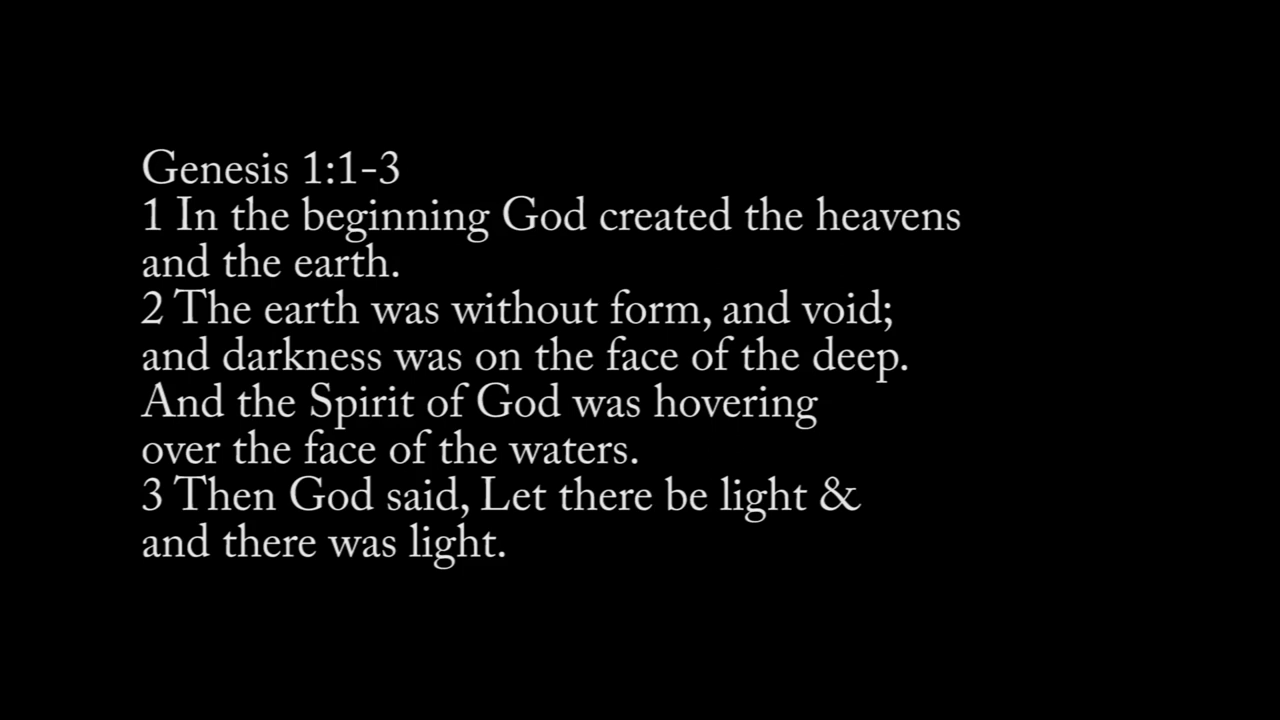 Genesis 1:1-3
1 In the beginning God created the heavens
and the earth.
2 The earth was without form, and void;
and darkness was on the face of the deep.
And the Spirit of God was hovering
over the face of the waters.
3 Then God said, Let there be light &
and there was light.